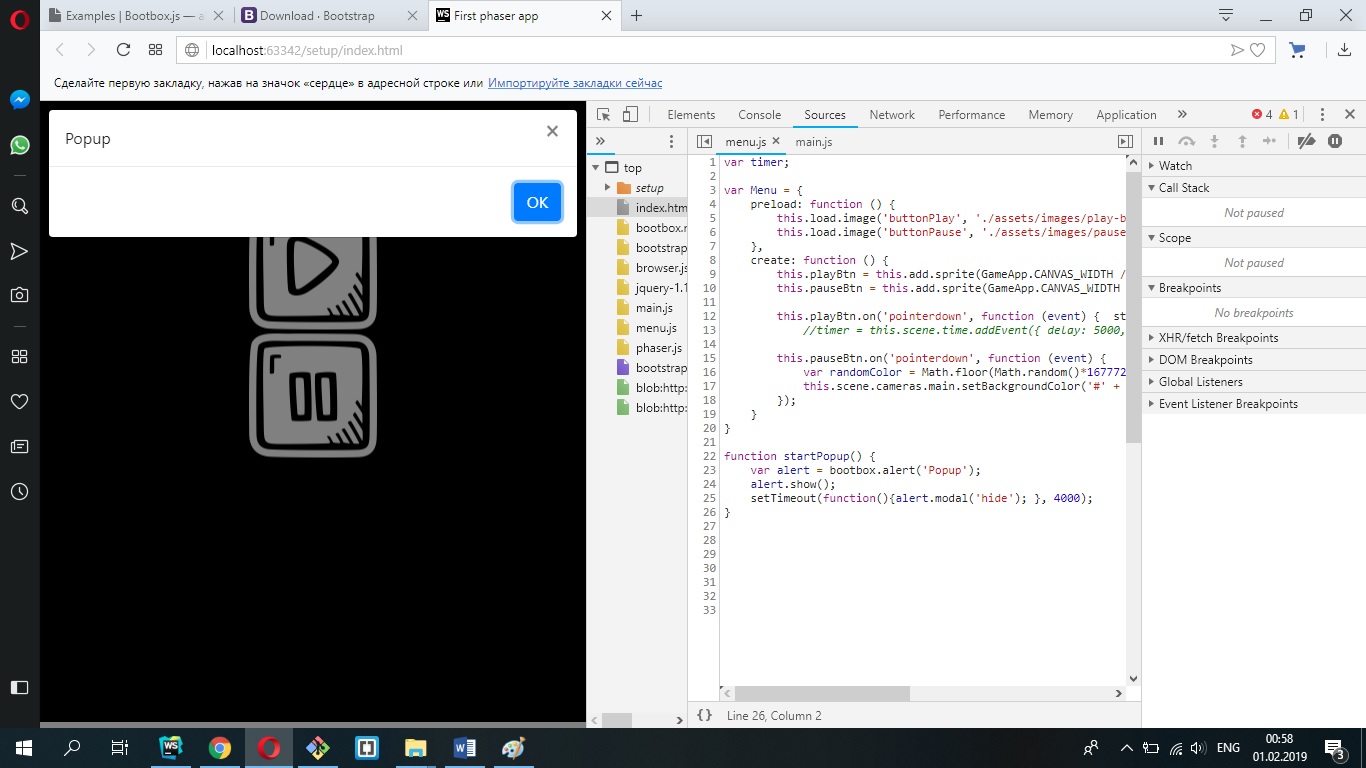 Examples | Bootbox.js — a
Download · Bootstrap
First phaser app
localhost:63342/setup/index.html
Сделайте первую закладку, нажав на значок «сердце» в адресной строке или Импортируйте закладки сейчас
Popup
×
OK
Elements
Console
Sources
Network
Performance
Memory
Application
»
4
1
»
top
setup
index.htm
bootbox.r
bootstrap
browser.js
jquery-1.1
main.js
menu.js
phaser.js
bootstrap
blob:http:
blob:http:
menu.js
main.js
1 var timer;
2
3 var Menu = {
4 preload: function () {
5 this.load.image('buttonPlay', './assets/images/play-b
6 this.load.image('buttonPause', './assets/images/pause
7 },
8 create: function () {
9 this.playBtn = this.add.sprite(GameApp.CANVAS_WIDTH /
10 this.pauseBtn = this.add.sprite(GameApp.CANVAS_WIDTH
11
12 this.playBtn.on('pointerdown', function (event) { st
13 //timer = this.scene.time.addEvent({ delay: 5000,
14
15 this.pauseBtn.on('pointerdown', function (event) {
16 var randomColor = Math.floor(Math.random()*167772
17 this.scene.cameras.main.setBackgroundColor('#' +
18 });
19 }
20 }
21
22 function startPopup() {
23 var alert = bootbox.alert('Popup');
24 alert.show();
25 setTimeout(function(){alert.modal('hide'); }, 4000);
26 }
27
28
29
30
31
32
33
{} Line 26, Column 2
Watch
Call Stack
Not paused
Scope
Not paused
Breakpoints
No breakpoints
XHR/fetch Breakpoints
DOM Breakpoints
Global Listeners
Event Listener Breakpoints
ENG
00:58
01.02.2019
3